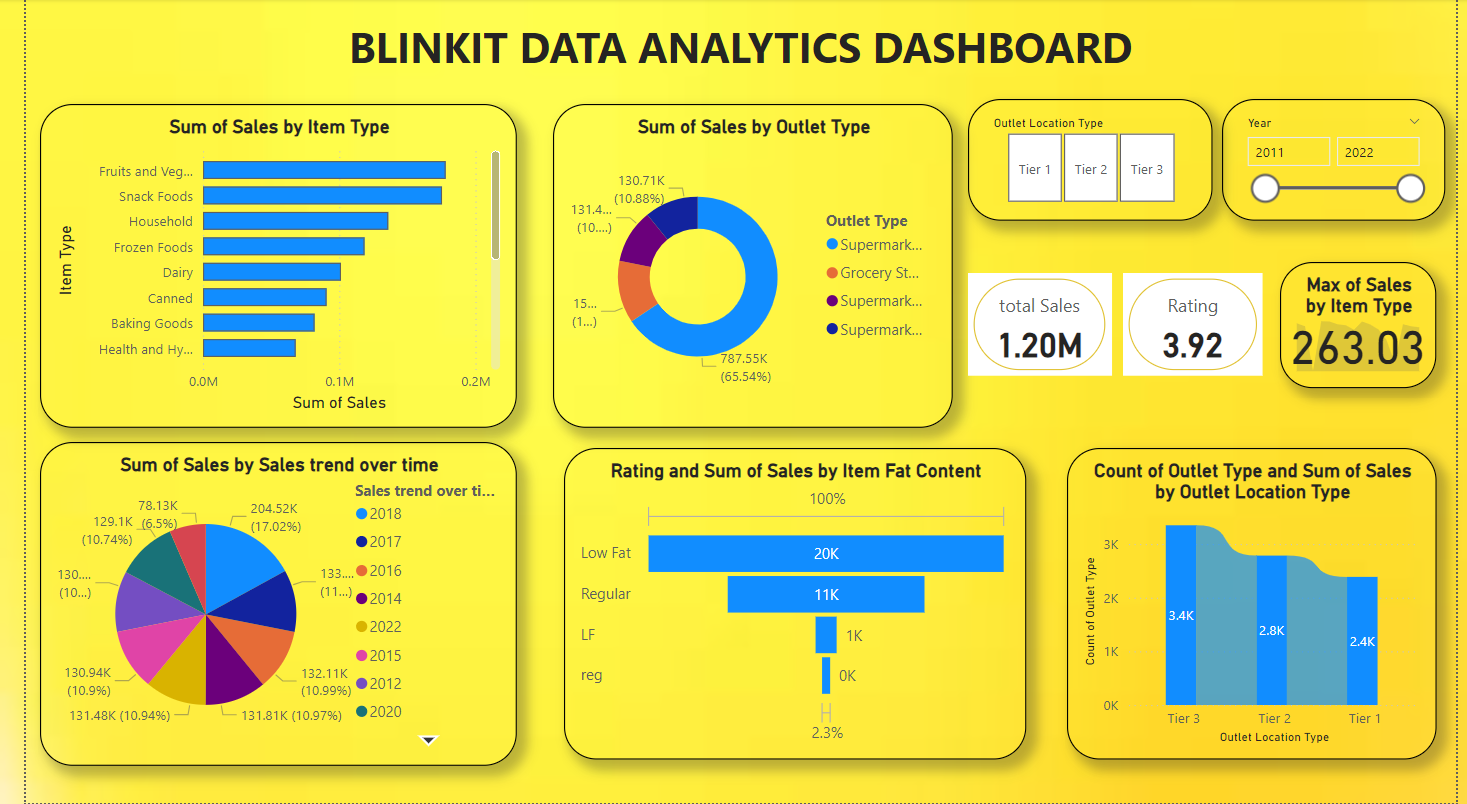 BLINKIT DATA ANALYTICS DASHBOARD
Sum of Sales by Item Type
Item Type
Fruits and Veg...
Snack Foods
Household
Frozen Foods
Dairy
Canned
Baking Goods
Health and Hy...
0.0M 0.1M 0.2M
Sum of Sales
Sum of Sales by Outlet Type
130.71K
(10.88%)
131.4...
(10....)
15...
(1...)
787.55K
(65.54%)
Outlet Type
Supermark...
Grocery St...
Supermark...
Supermark...
Outlet Location Type
Tier 1 Tier 2 Tier 3
Year
2011 2022
total Sales
1.20M
Rating
3.92
Max of Sales
by Item Type
263.03
Sum of Sales by Sales trend over time
204.52K
(17.02%)
133....
(11...)
132.11K
(10.99%)
131.81K (10.97%)
131.48K (10.94%)
130.94K
(10.9%)
130....
(10...)
129.1K
(10.74%)
78.13K
(6.5%)
Sales trend over ti...
2018
2017
2016
2014
2022
2015
2012
2020
Rating and Sum of Sales by Item Fat Content
100%
Low Fat 20K
Regular 11K
LF 1K
reg 0K
2.3%
Count of Outlet Type and Sum of Sales
by Outlet Location Type
Count of Outlet Type
3K
2K
1K
0K
3.4K
2.8K
2.4K
Tier 3 Tier 2 Tier 1
Outlet Location Type